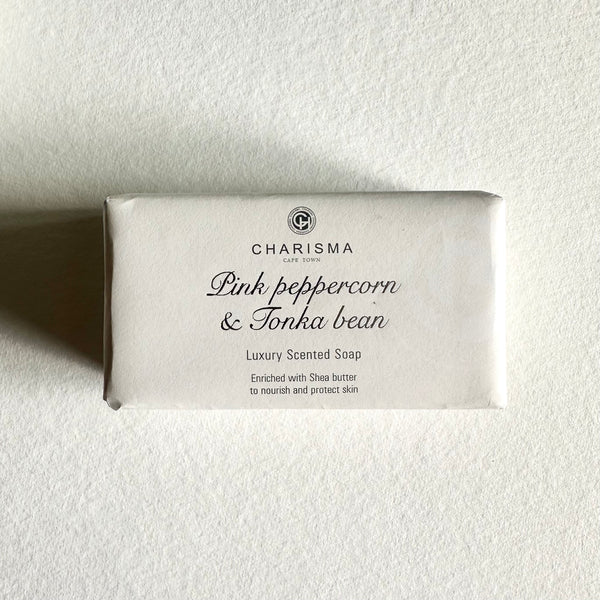 CHARISMA
CAPE TOWN
Pink peppercorn
& Tonka bean
Luxury Scented Soap
Enriched with Shea butter
to nourish and protect skin